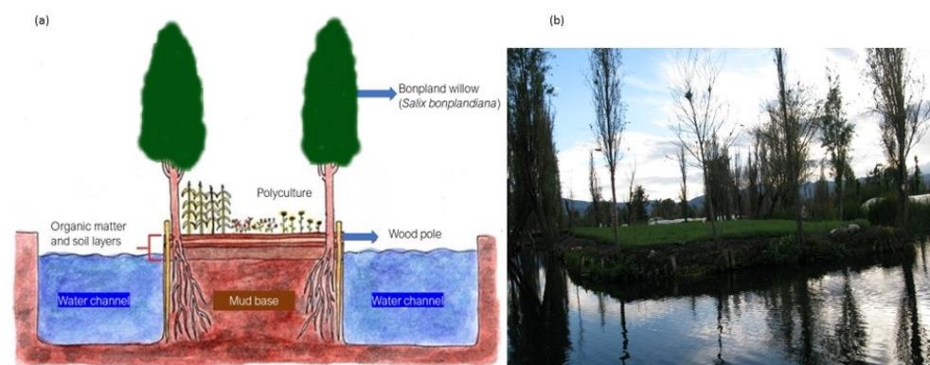 (a)
(b)
Bonpland willow
(Salix bonplandiana)
Polyculture
Organic matter
and soil layers
Wood pole
Water channel
Mud base
Water channel